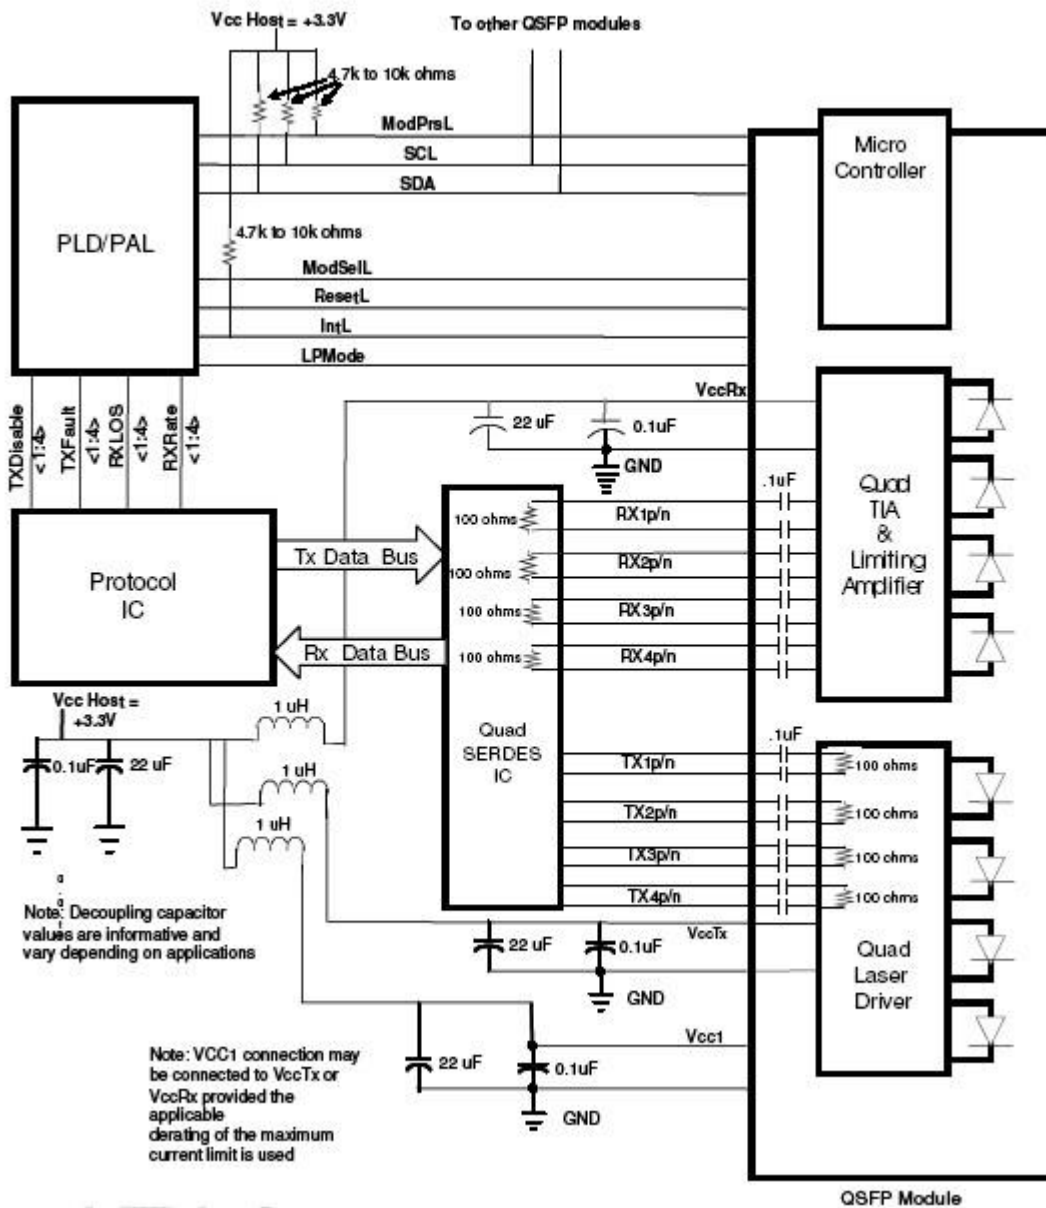 Vcc Host = +3.3V
To other QSFP modules
4.7k to 10k ohms
ModPrsL
SCL
SDA
Micro
Controller
PLD/PAL
4.7k to 10k ohms
ModSelL
ResetL
IntL
LPMode
VccRx
TXDisable
<1:4>
TXFault
<1:4>
RXLOS
<1:4>
RXRate
<1:4>
22 uF
0.1uF
GND
.1uF
100 ohms
RX1p/n
Quad
TIA
&
Limiting
Amplifier
Tx Data Bus
100 ohms
RX2p/n
Protocol
IC
100 ohms
RX3p/n
Rx Data Bus
100 ohms
RX4p/n
Vcc Host =
+3.3V
1 uH
Quad
SERDES
IC
.1uF
0.1uF
22 uF
1 uH
TX1p/n
100 ohms
1 uH
TX2p/n
100 ohms
TX3p/n
100 ohms
TX4p/n
100 ohms
Note: Decoupling capacitor
values are informative and
vary depending on applications
VccTx
22 uF
0.1uF
GND
Quad
Laser
Driver
Vcc1
Note: VCC1 connection may
be connected to VccTx or
VccRx provided the
applicable
derating of the maximum
current limit is used
22 uF
0.1uF
GND
QSFP Module